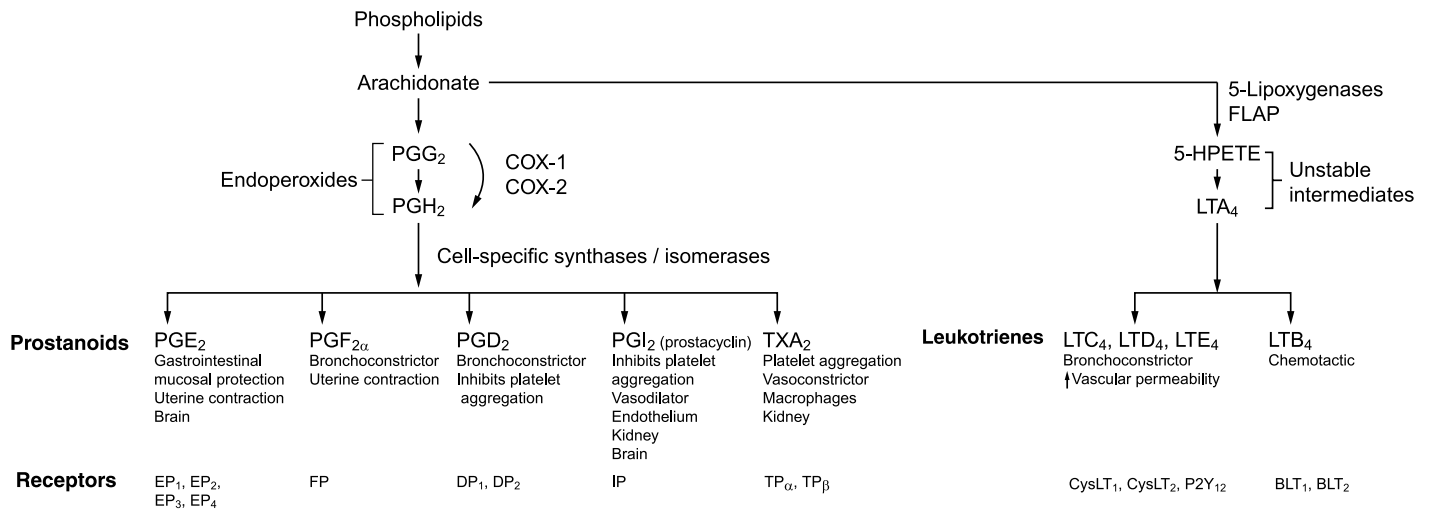 Phospholipids
Arachidonate
5-Lipoxygenases
FLAP
PGG₂
COX-1
COX-2
Endoperoxides
PGH₂
5-HPETE
LTA₄
Unstable
intermediates
Cell-specific synthases / isomerases
Prostanoids
PGE₂
Gastrointestinal
mucosal protection
Uterine contraction
Brain
PGF₂α
Bronchoconstrictor
Uterine contraction
PGD₂
Bronchoconstrictor
Inhibits platelet
aggregation
PGI₂ (prostacyclin)
Inhibits platelet
aggregation
Vasodilator
Endothelium
Kidney
Brain
TXA₂
Platelet aggregation
Vasoconstrictor
Macrophages
Kidney
Leukotrienes
LTC₄, LTD₄, LTE₄
Bronchoconstrictor
↑Vascular permeability
LTB₄
Chemotactic
Receptors
EP₁, EP₂,
EP₃, EP₄
FP
DP₁, DP₂
IP
TPα, TPβ
CysLT₁, CysLT₂, P2Y₁₂
BLT₁, BLT₂